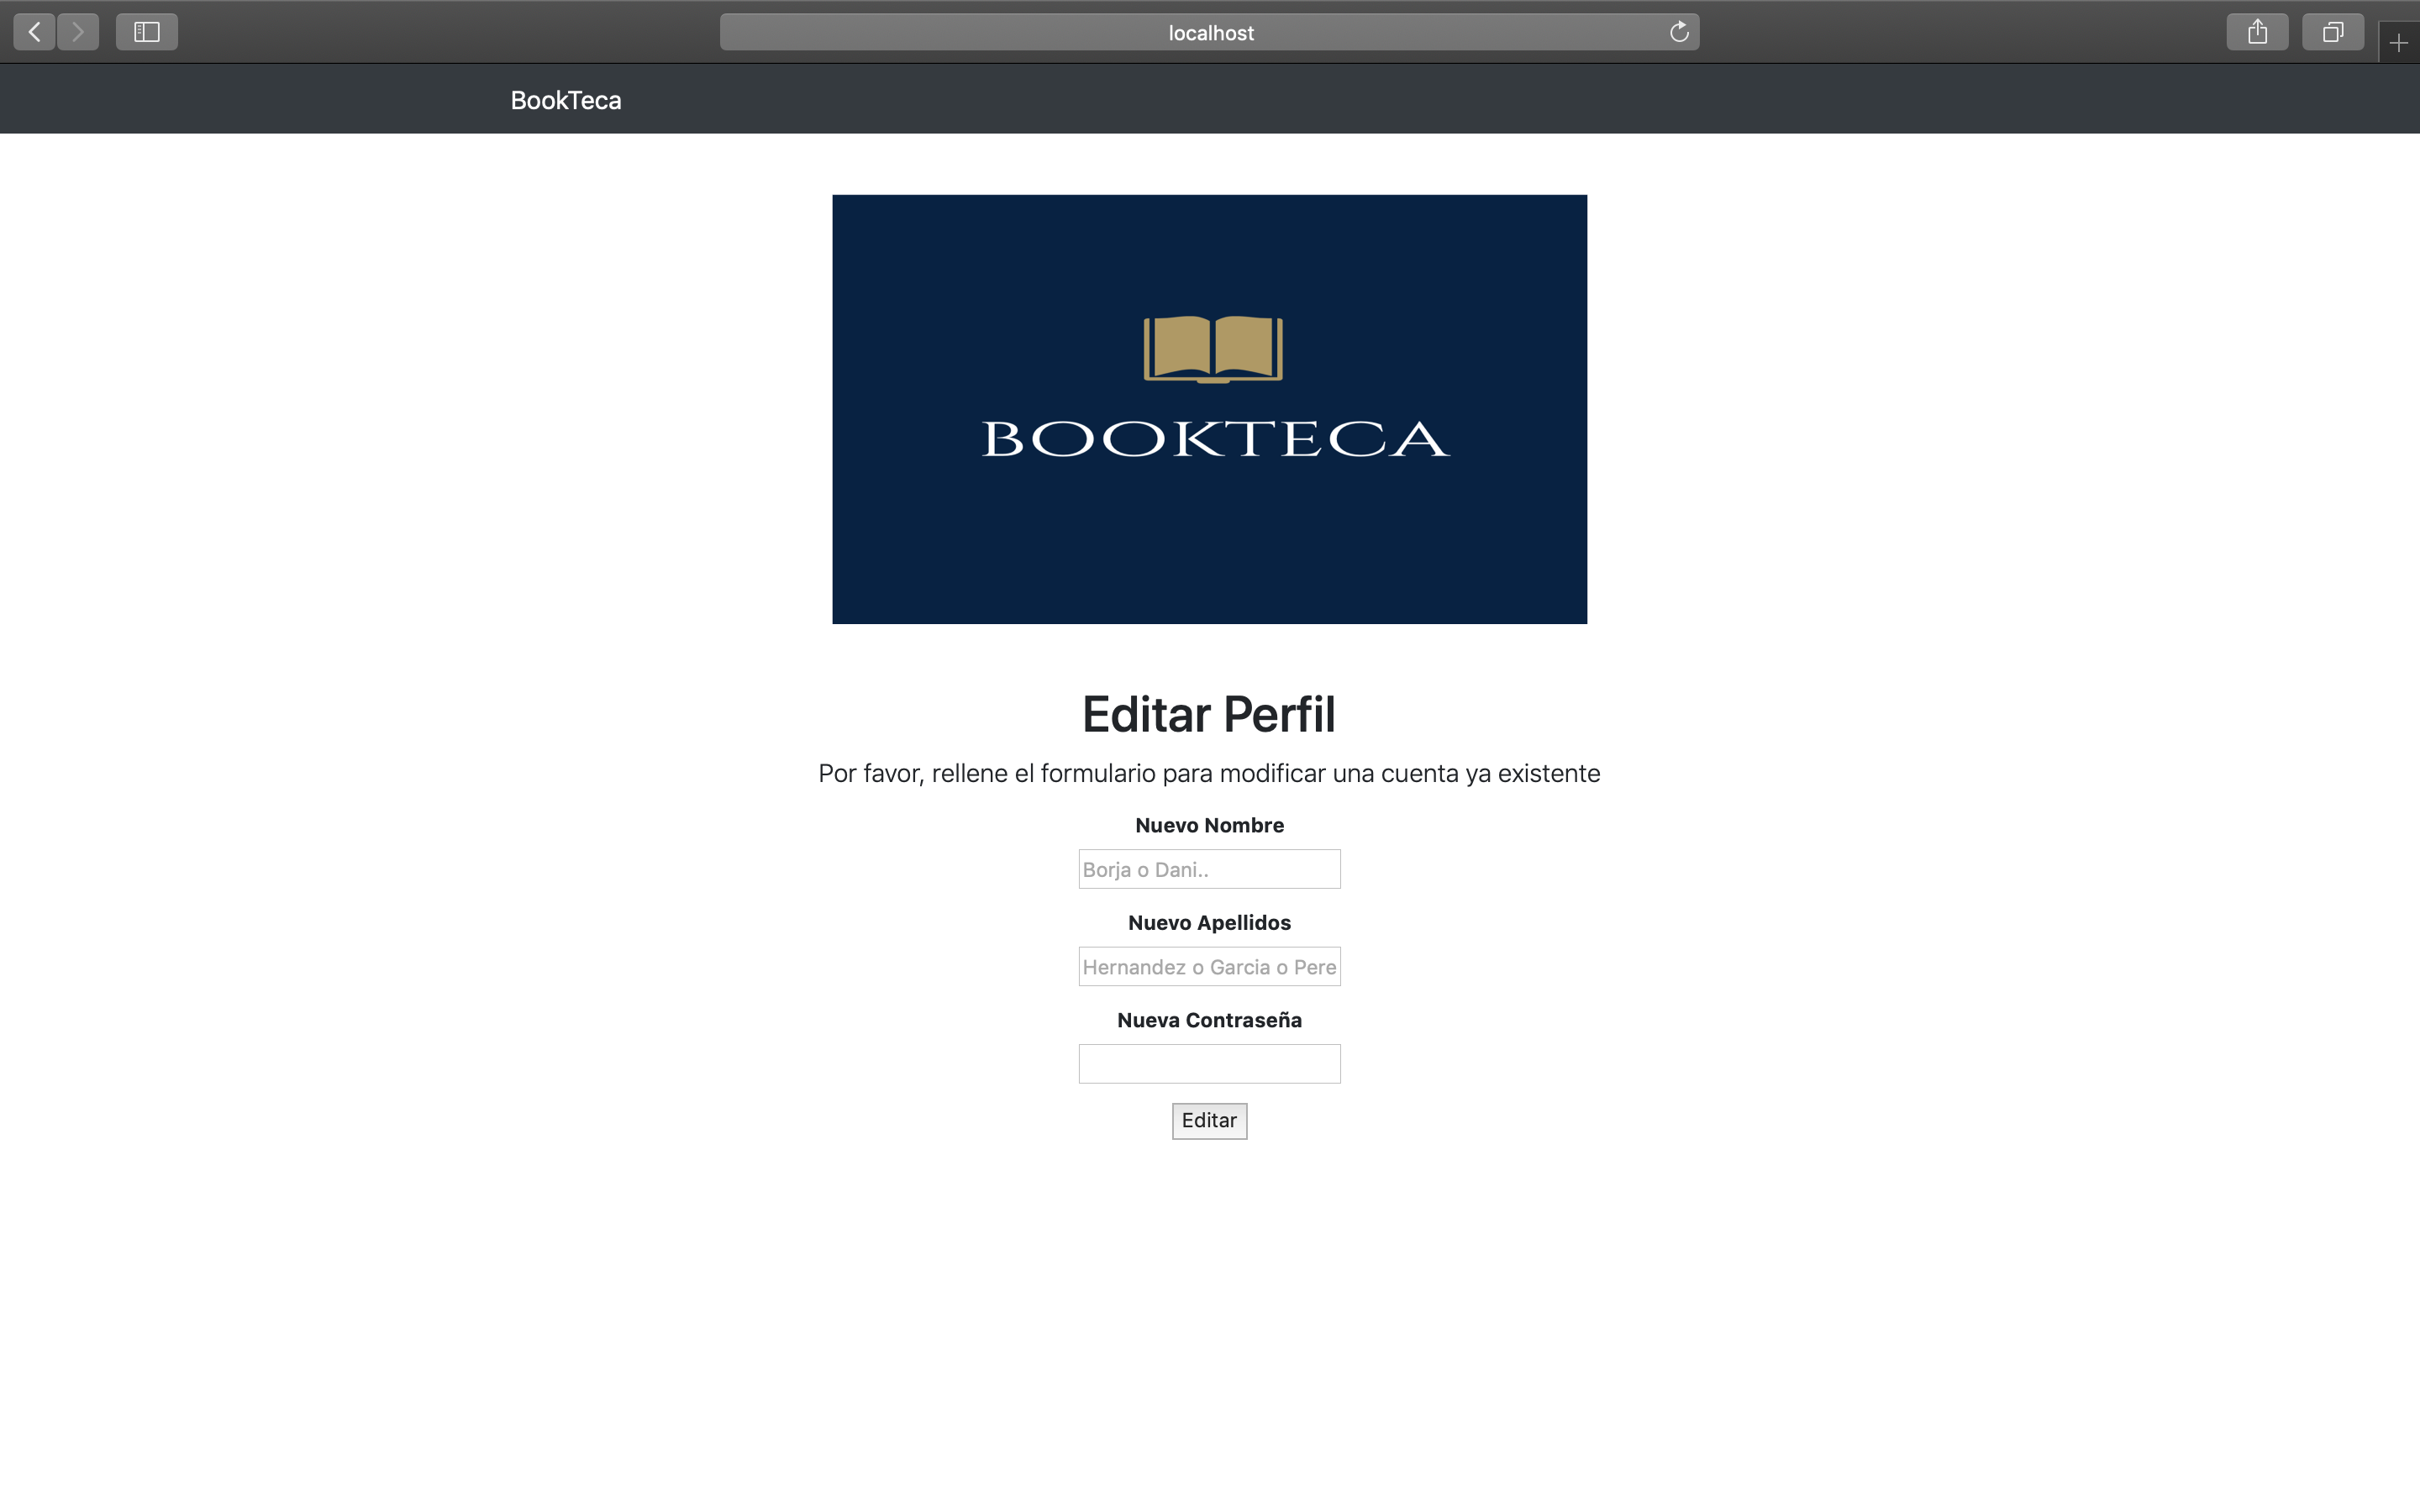 localhost
BookTeca
BOOKTECA
Editar Perfil
Por favor, rellene el formulario para modificar una cuenta ya existente
Nuevo Nombre
Borja o Dani..
Nuevo Apellidos
Hernandez o Garcia o Pere
Nueva Contraseña
Editar